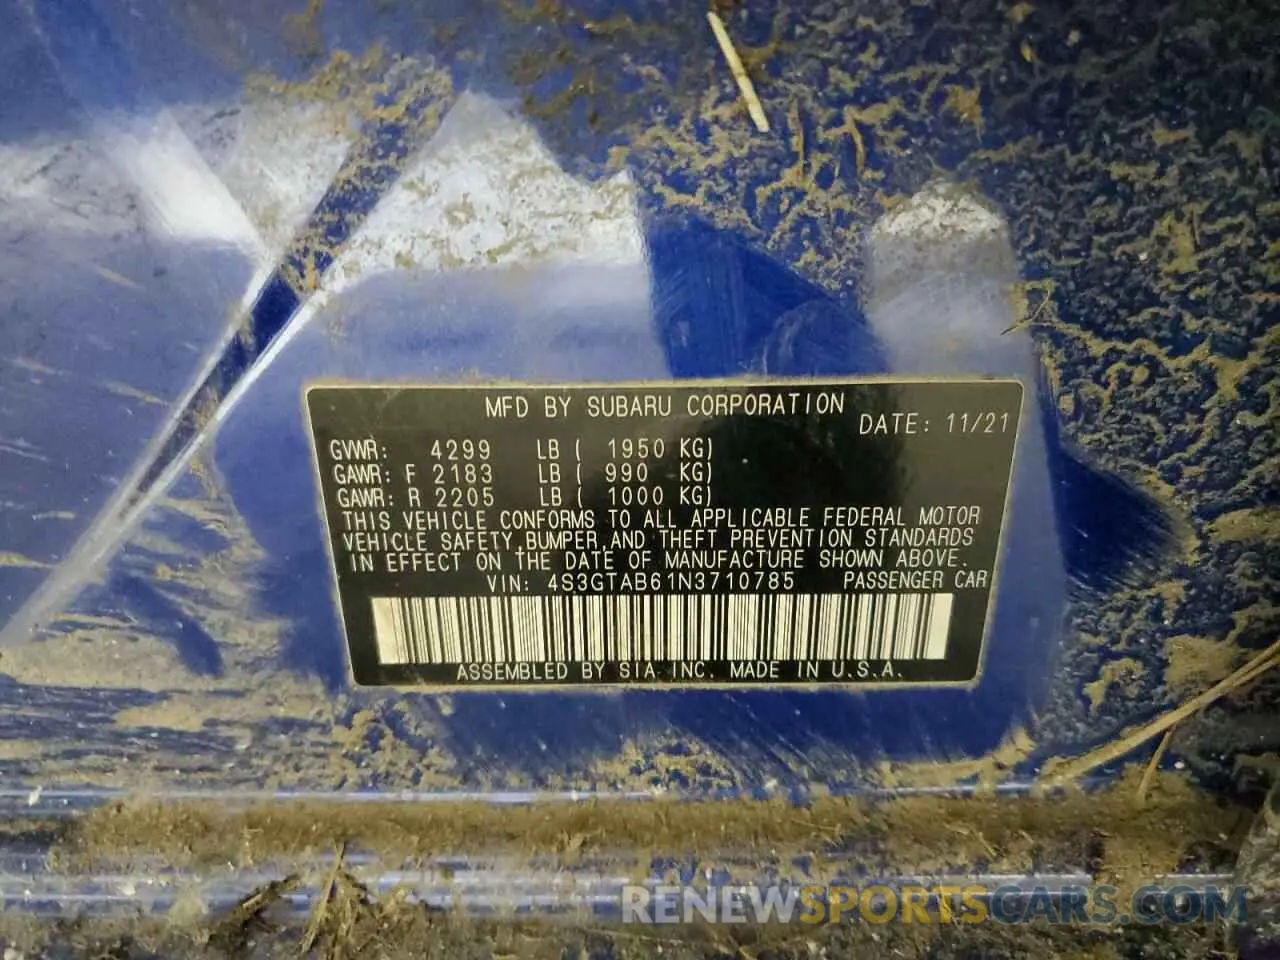 MFD BY SUBARU CORPORATION
DATE: 11/21
GVWR: 4299 LB ( 1950 KG)
GAWR: F 2183 LB ( 990 KG)
GAWR: R 2205 LB ( 1000 KG)
THIS VEHICLE CONFORMS TO ALL APPLICABLE FEDERAL MOTOR
VEHICLE SAFETY, BUMPER, AND THEFT PREVENTION STANDARDS
IN EFFECT ON THE DATE OF MANUFACTURE SHOWN ABOVE.
VIN: 4S3GTAB61N3710785 PASSENGER CAR
ASSEMBLED BY SIA INC. MADE IN U.S.A.
RENEWSPORTSCARS.COM